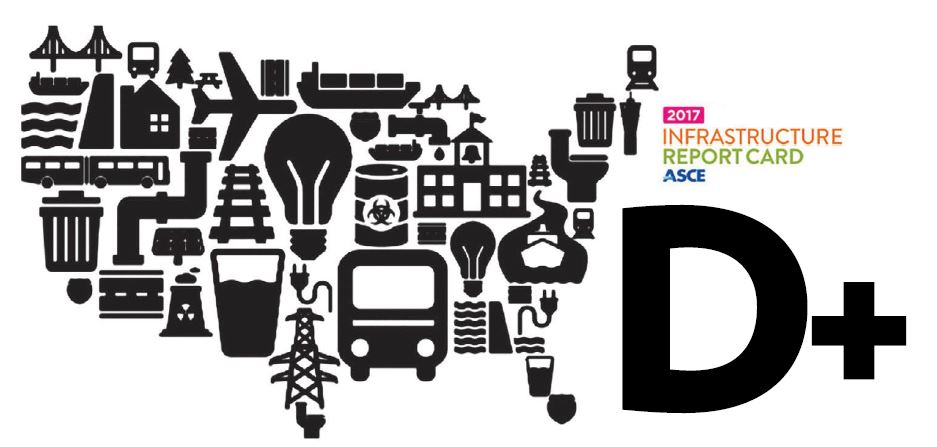 2017
INFRASTRUCTURE
REPORT CARD
ASCE
D+